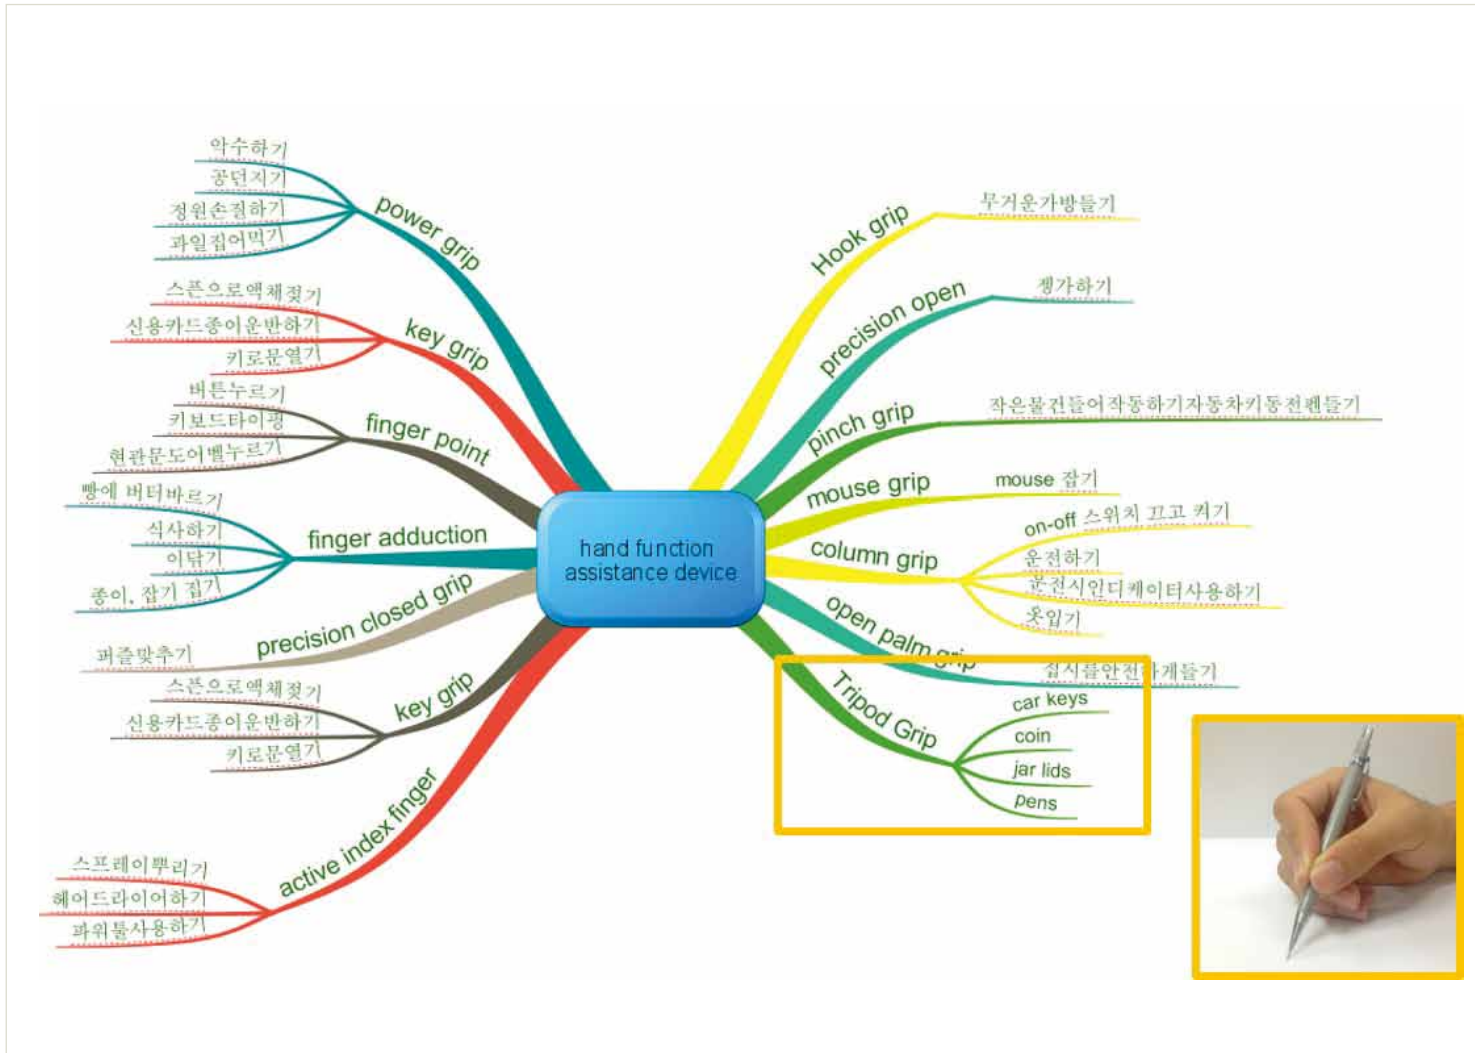 hand function
assistance device
power grip
악수하기
공던지기
정원손질하기
과일집어먹기
key grip
스픈으로액체젖기
신용카드종이운반하기
키로문열기
finger point
버튼누르기
키보드타이핑
현관문도어벨누르기
finger adduction
빵에 버터바르기
식사하기
이닦기
종이, 잡기 집기
precision closed grip
퍼즐맞추기
key grip
스픈으로액체젖기
신용카드종이운반하기
키로문열기
active index finger
스프레이뿌리기
헤어드라이어하기
파워툴사용하기
Hook grip
무거운가방들기
precision open
젱가하기
pinch grip
작은물건들어작동하기자동차키동전펜들기
mouse grip
mouse 잡기
column grip
on-off 스위치 끄고 켜기
운전하기
운전시인디케이터사용하기
옷입기
open palm grip
접시를안전하게들기
Tripod Grip
car keys
coin
jar lids
pens